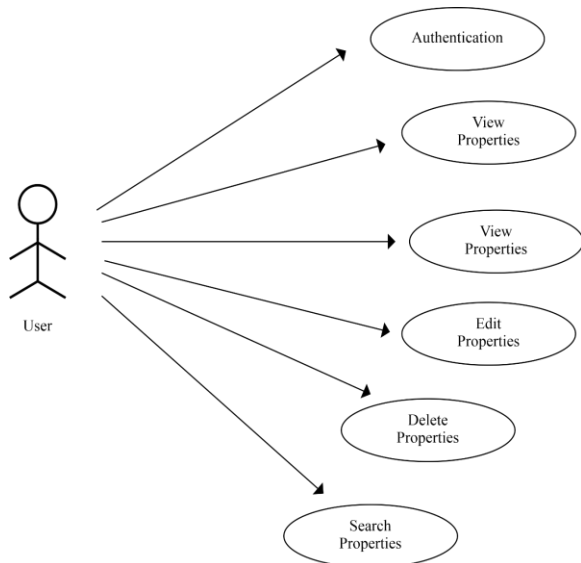 Authentication
View
Properties
View
Properties
User
Edit
Properties
Delete
Properties
Search
Properties